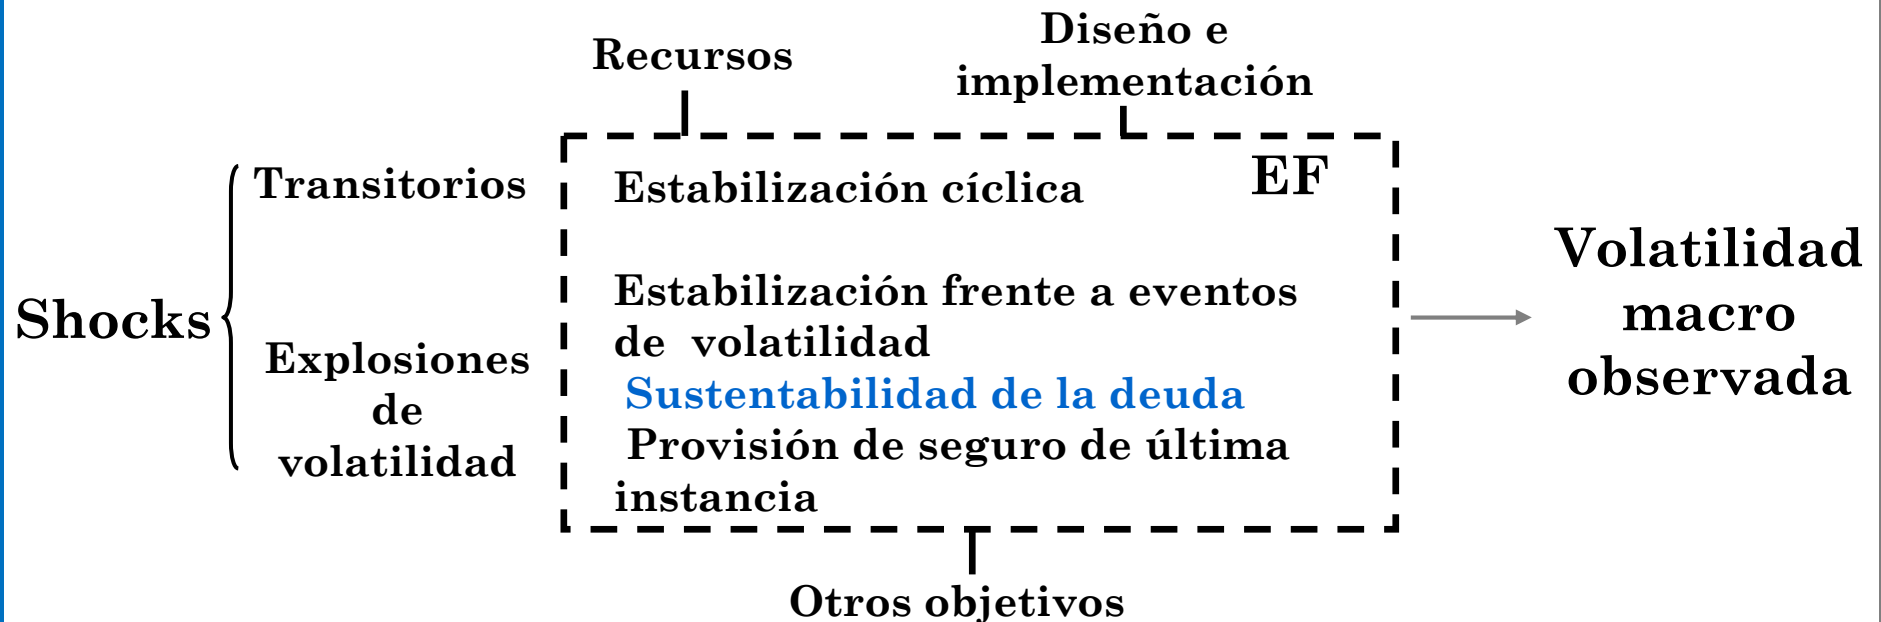 Recursos
Diseño e
implementación
EF
Transitorios
Estabilización cíclica
Shocks
Explosiones
de
volatilidad
Estabilización frente a eventos
de volatilidad
Sustentabilidad de la deuda
Provisión de seguro de última
instancia
Volatilidad
macro
observada
Otros objetivos